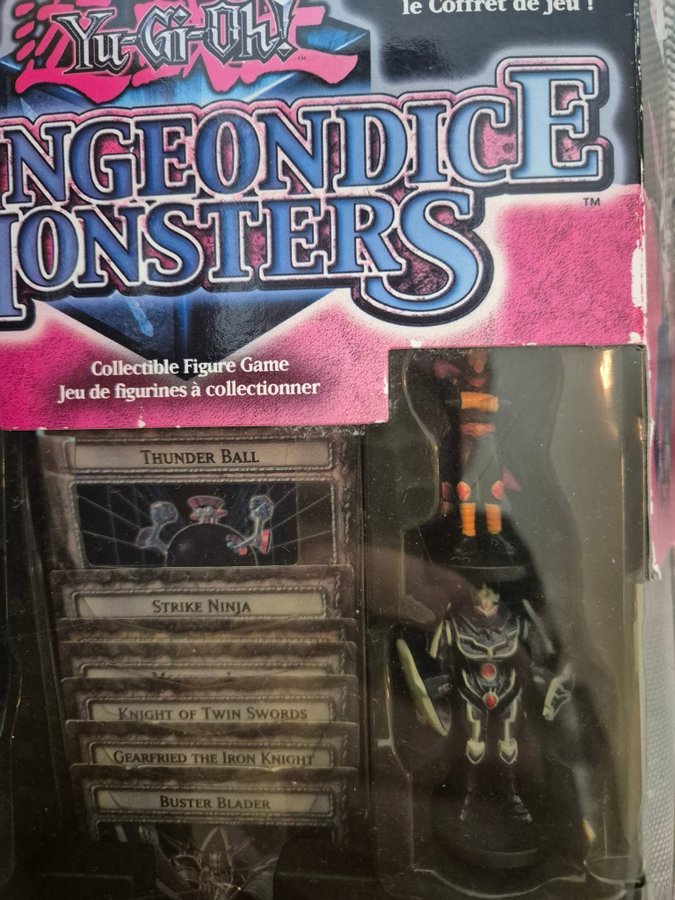 le Coffret de jeu !
Yu-Gi-Oh!
NGEONDICE
ONSTERS
TM
Collectible Figure Game
Jeu de figurines à collectionner
THUNDER BALL
STRIKE NINJA
KNIGHT OF TWIN SWORDS
GEARFRIED THE IRON KNIGHT
BUSTER BLADER